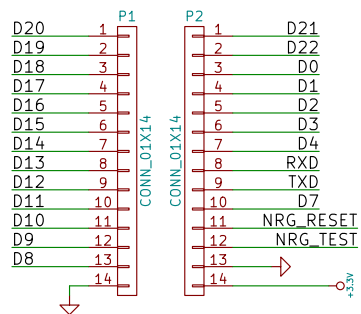 P1 P2
D20 1 1 D21
D19 2 2 D22
D18 3 3 D0
D17 4 4 D1
D16 5 5 D2
D15 6 6 D3
D14 7 7 D4
D13 8 8 RXD
D12 9 9 TXD
D11 10 10 D7
D10 11 11 NRG_RESET
D9 12 12 NRG_TEST
D8 13 13
14 14
CONN_01X14
CONN_01X14
+3.3V